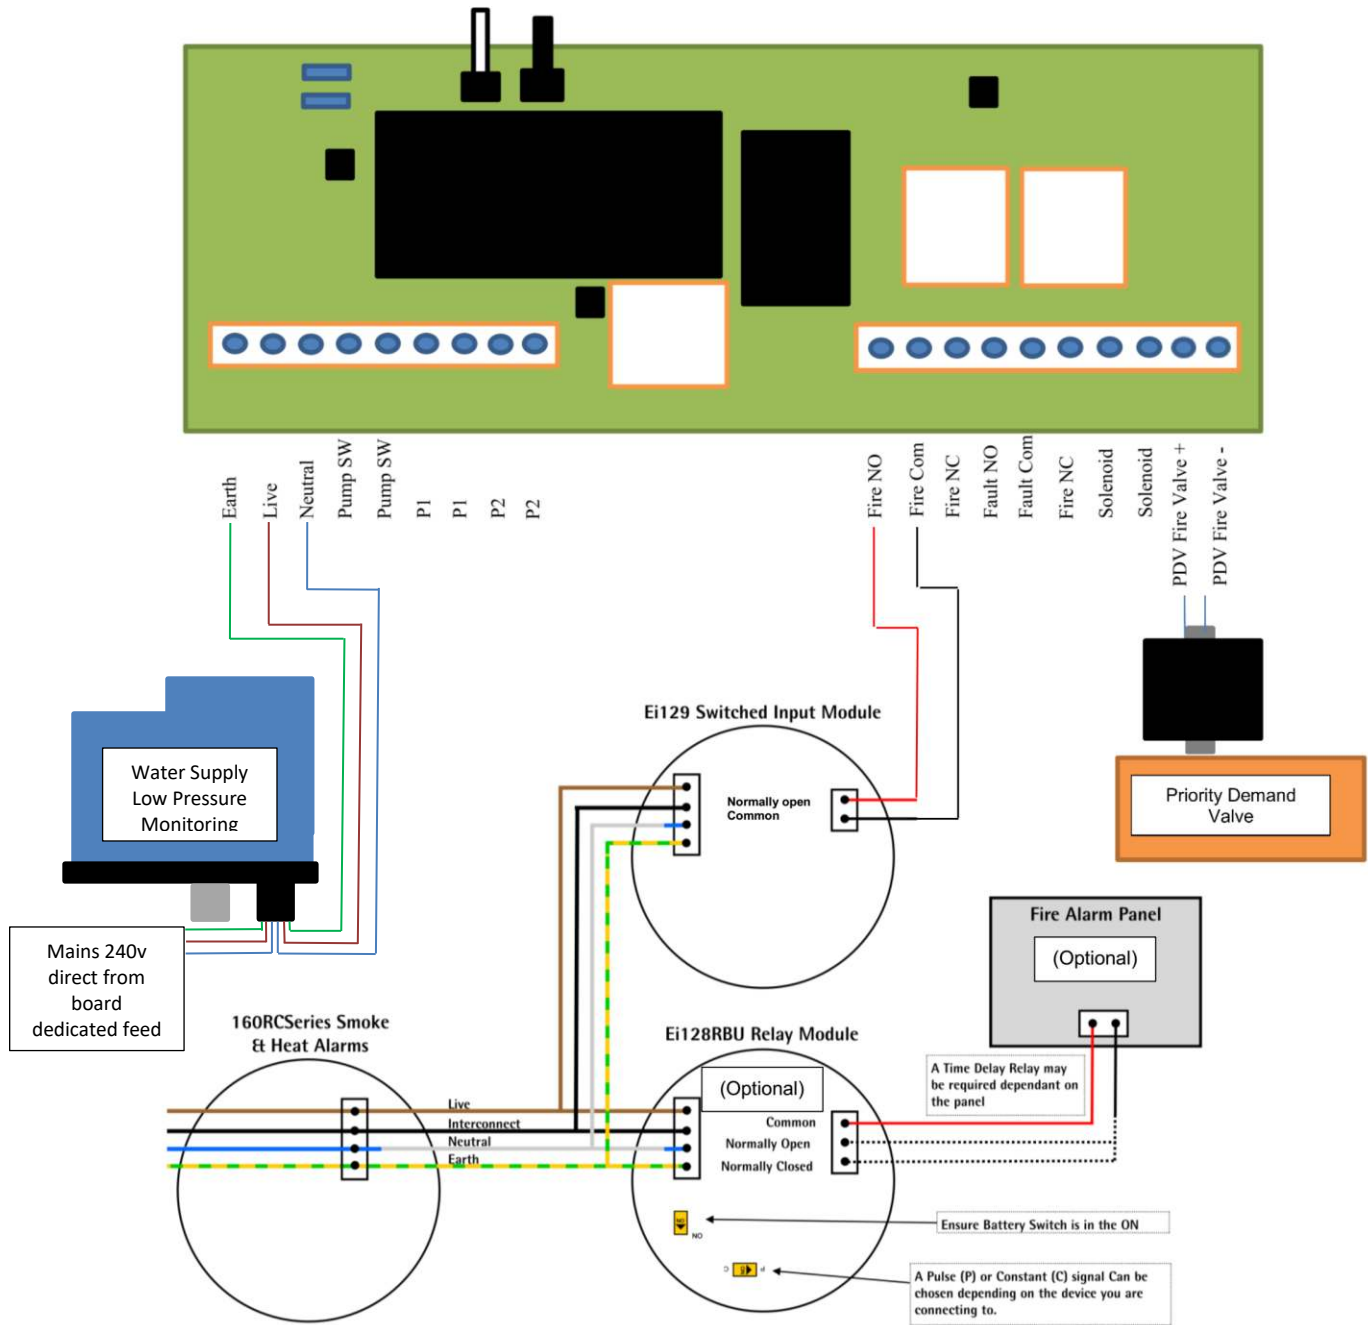 Earth
Live
Neutral
Pump SW
Pump SW
P1
P1
P2
P2
Fire NO
Fire Com
Fire NC
Fault NO
Fault Com
Fire NC
Solenoid
Solenoid
PDV Fire Valve +
PDV Fire Valve -
Water Supply
Low Pressure
Monitoring
Ei129 Switched Input Module
Normally open
Common
Priority Demand
Valve
Mains 240v
direct from
board
dedicated feed
Fire Alarm Panel
(Optional)
160RCSeries Smoke
& Heat Alarms
Ei128RBU Relay Module
(Optional)
A Time Delay Relay may
be required dependant on
the panel
Live
Interconnect
Neutral
Earth
Common
Normally Open
Normally Closed
ON
Ensure Battery Switch is in the ON
C
P
A Pulse (P) or Constant (C) signal Can be
chosen depending on the device you are
connecting to.